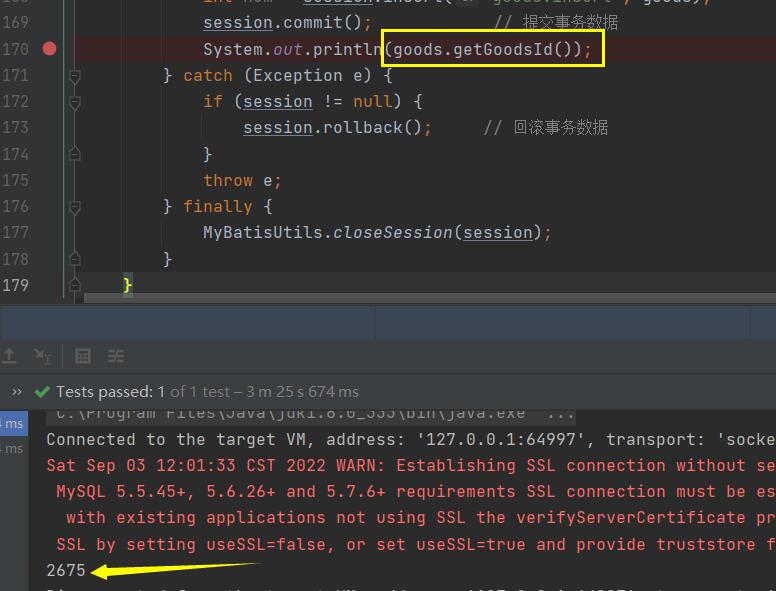 169 session.commit(); // 提交事务数据
170 System.out.println(goods.getGoodsId());
171 } catch (Exception e) {
172 if (session != null) {
173 session.rollback(); // 回滚事务数据
174 }
175 throw e;
176 } finally {
177 MyBatisUtils.closeSession(session);
178 }
179 }
» Tests passed: 1 of 1 test – 3 m 25 s 674 ms
4 ms C:\Program Files\Java\jdk1.8.0_333\bin\java.exe ...
Connected to the target VM, address: '127.0.0.1:64997', transport: 'socke
4 ms
Sat Sep 03 12:01:33 CST 2022 WARN: Establishing SSL connection without se
MySQL 5.5.45+, 5.6.26+ and 5.7.6+ requirements SSL connection must be es
with existing applications not using SSL the verifyServerCertificate pr
SSL by setting useSSL=false, or set useSSL=true and provide truststore f
2675